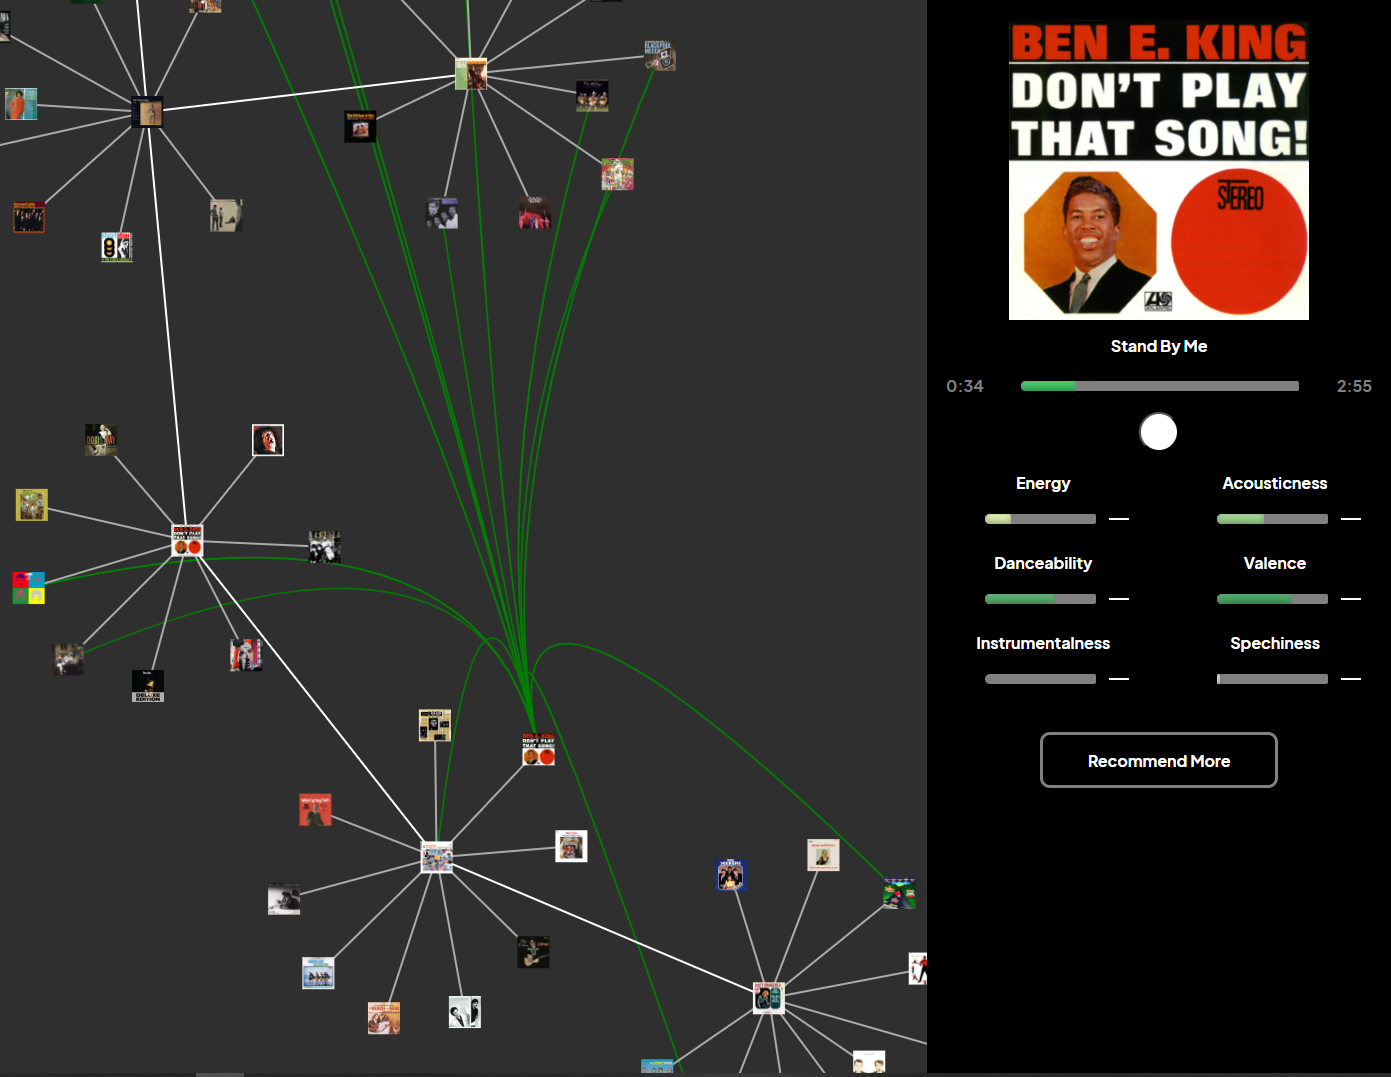 BEN E. KING
DON'T PLAY
THAT SONG!
STEREO
Stand By Me
0:34
2:55
Energy
Acousticness
Danceability
Valence
Instrumentalness
Spechiness
Recommend More